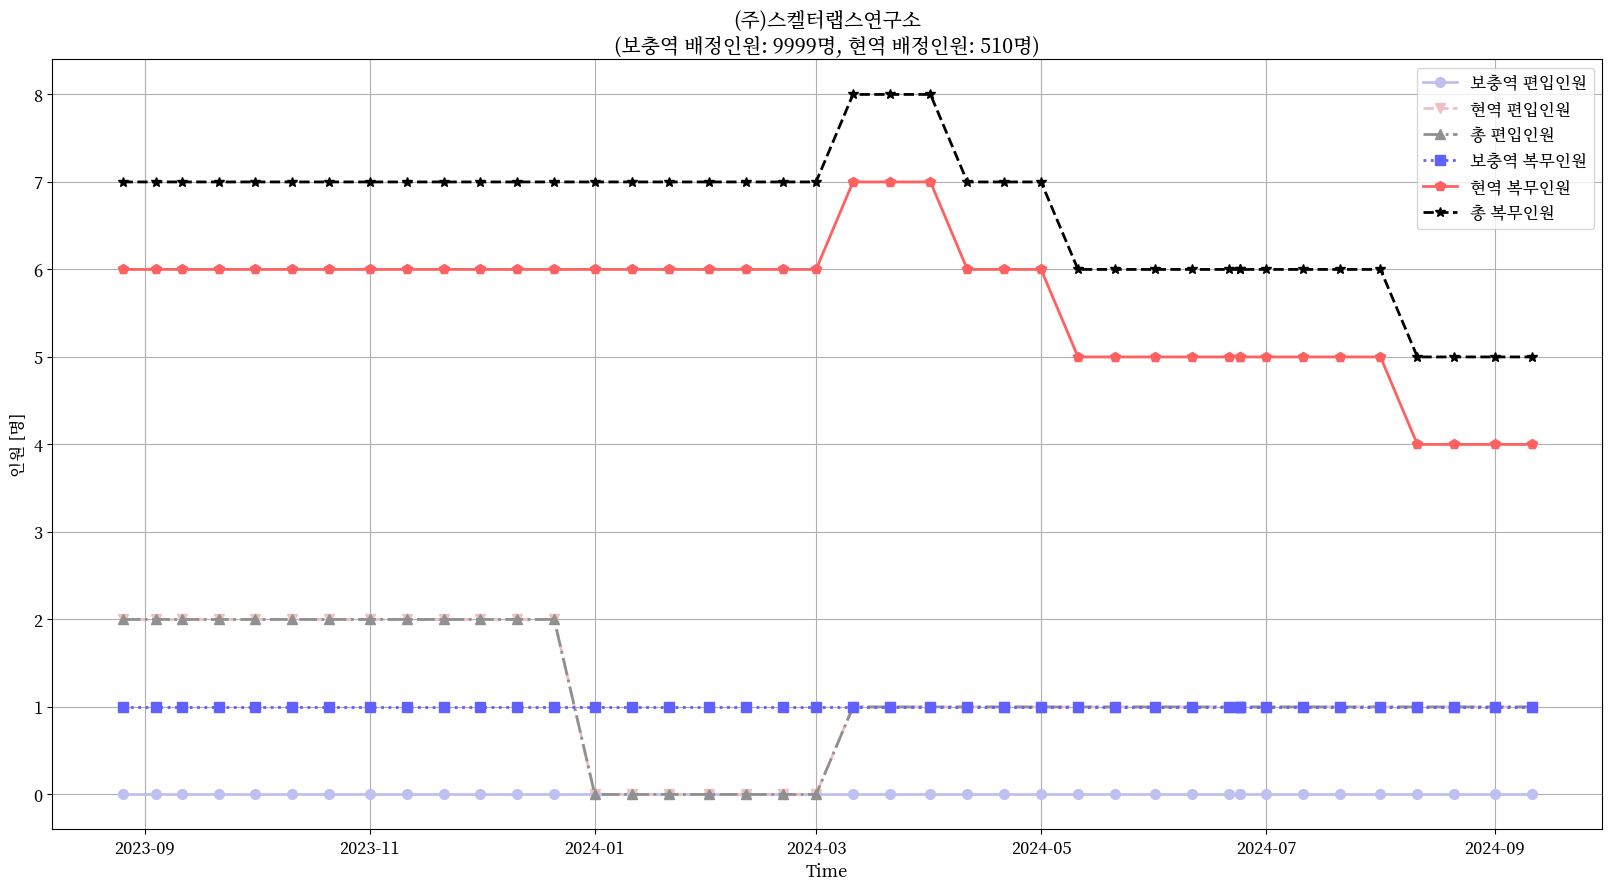 (주)스켈터랩스연구소
(보충역 배정인원: 9999명, 현역 배정인원: 510명)
보충역 편입인원
현역 편입인원
총 편입인원
보충역 복무인원
현역 복무인원
총 복무인원
인원 [명]
8
7
6
5
4
3
2
1
0
2023-09 2023-11 2024-01 2024-03 2024-05 2024-07 2024-09
Time